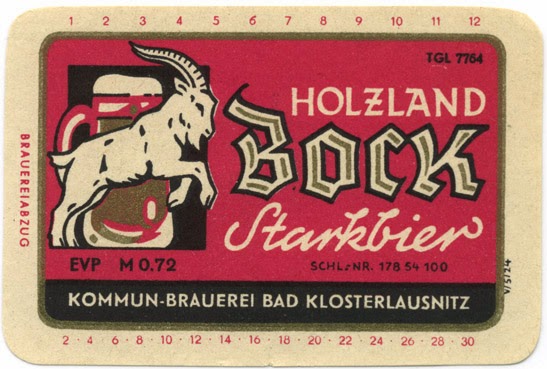 1 2 3 4 5 6 7 8 9 10 11 12
TGL 7764
HOLZLAND
BOCK
Starkbier
BRAUEREIABZUG
EVP M 0.72
SCHL.-NR. 178 54 100
V/5/24
KOMMUN-BRAUEREI BAD KLOSTERLAUSNITZ
2 · 4 · 6 · 8 · 10 · 12 · 14 · 16 · 18 · 20 · 22 · 24 · 26 · 28 · 30